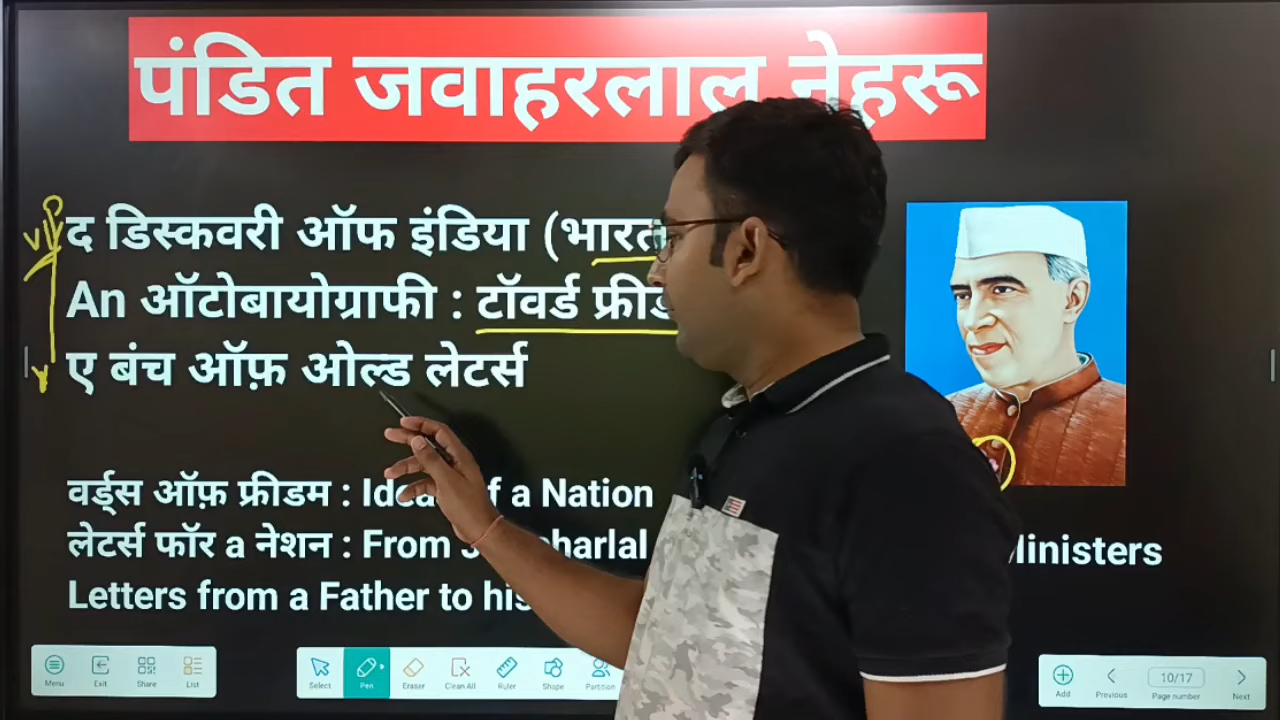 पंडित जवाहरलाल नेहरू
द डिस्कवरी ऑफ इंडिया (भारत
An ऑटोबायोग्राफी : टॉवर्ड
ए बंच ऑफ़ ओल्ड लेटर्स
वर्ड्स ऑफ़ फ्रीडम : of a Nation
लेटर्स फॉर a नेशन : From Ministers
Letters from a Father to his
Menu Exit Share List Select Pen Eraser Clean All Ruler Shape Partition Add Previous 10/17 Page number Next